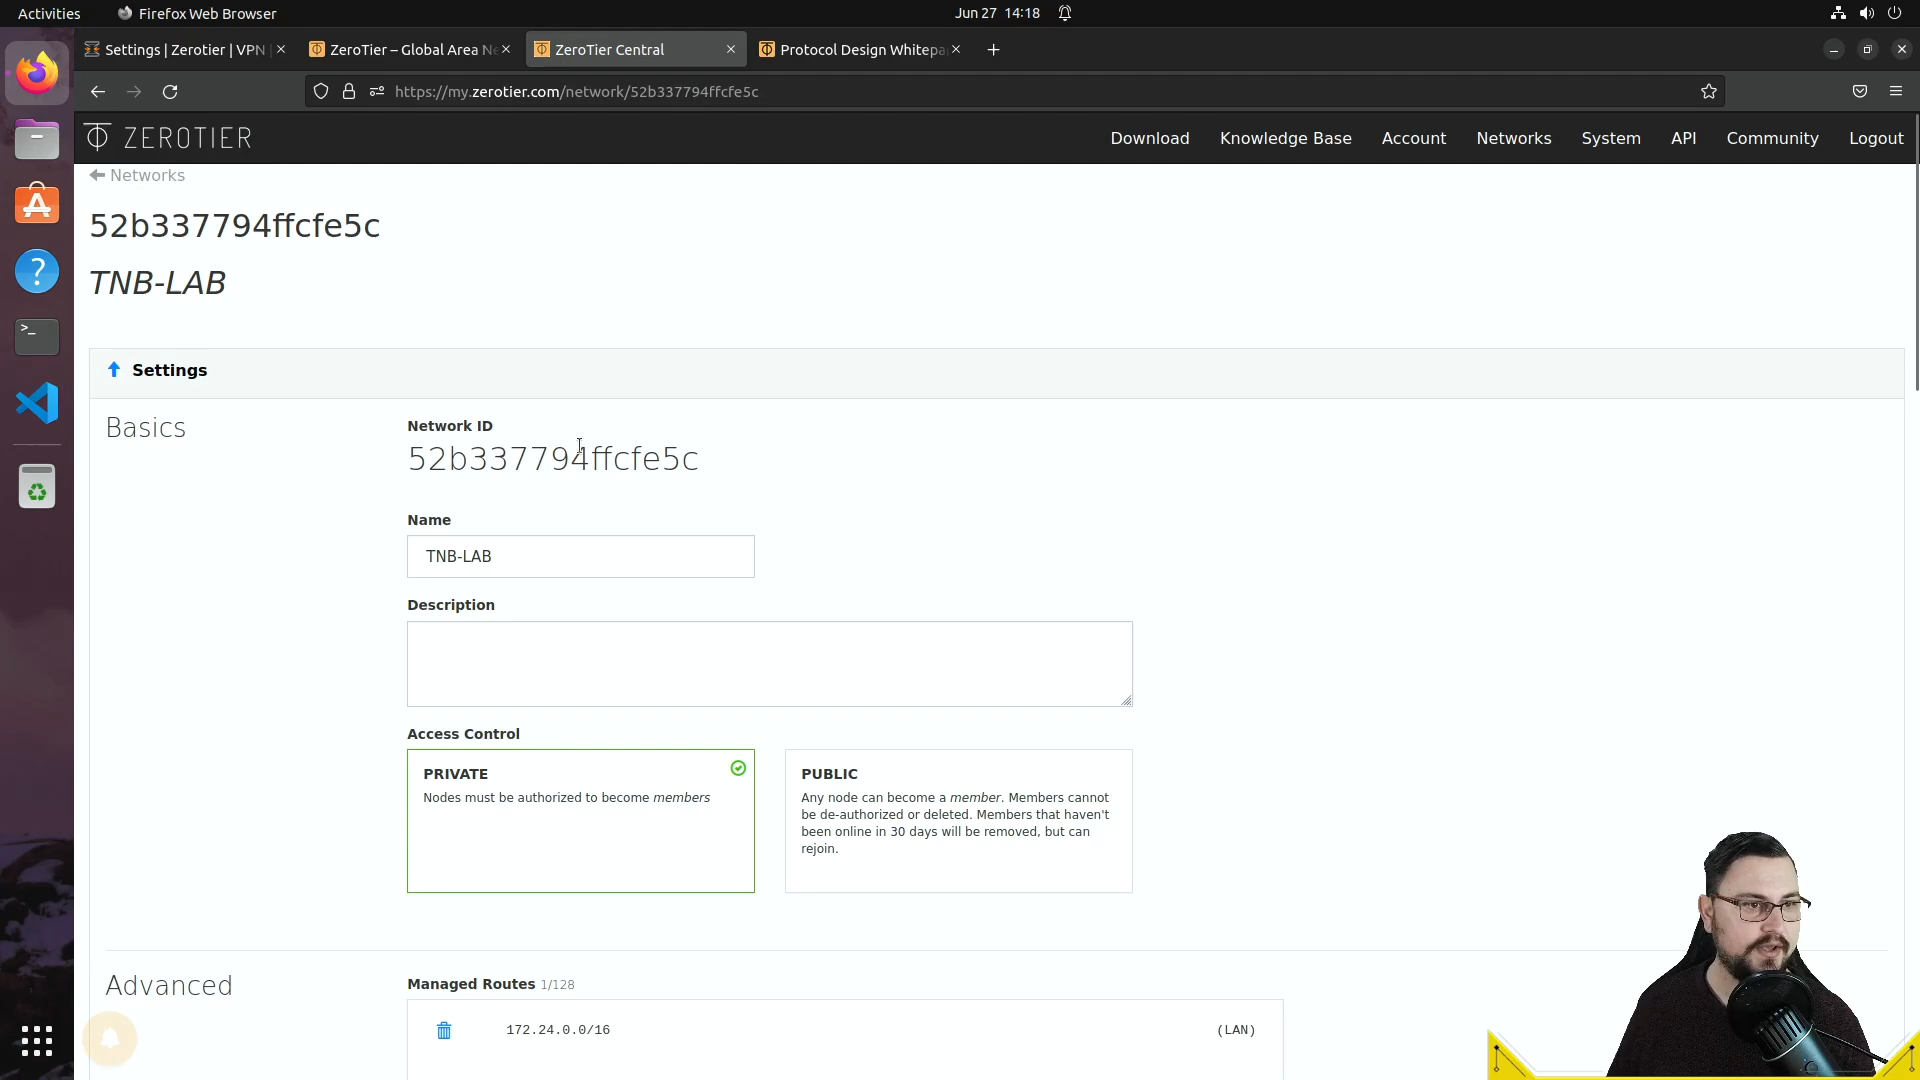 Activities
Firefox Web Browser
Jun 27 14:18
Settings | Zerotier | VPN
ZeroTier – Global Area Ne
ZeroTier Central
Protocol Design Whitepa
https://my.zerotier.com/network/52b337794ffcfe5c
ZEROTIER
Download
Knowledge Base
Account
Networks
System
API
Community
Logout
Networks
52b337794ffcfe5c
TNB-LAB
Settings
Basics
Network ID
52b337794ffcfe5c
Name
TNB-LAB
Description
Access Control
PRIVATE
Nodes must be authorized to become members
PUBLIC
Any node can become a member. Members cannot
be de-authorized or deleted. Members that haven't
been online in 30 days will be removed, but can
rejoin.
Advanced
Managed Routes 1/128
172.24.0.0/16
(LAN)